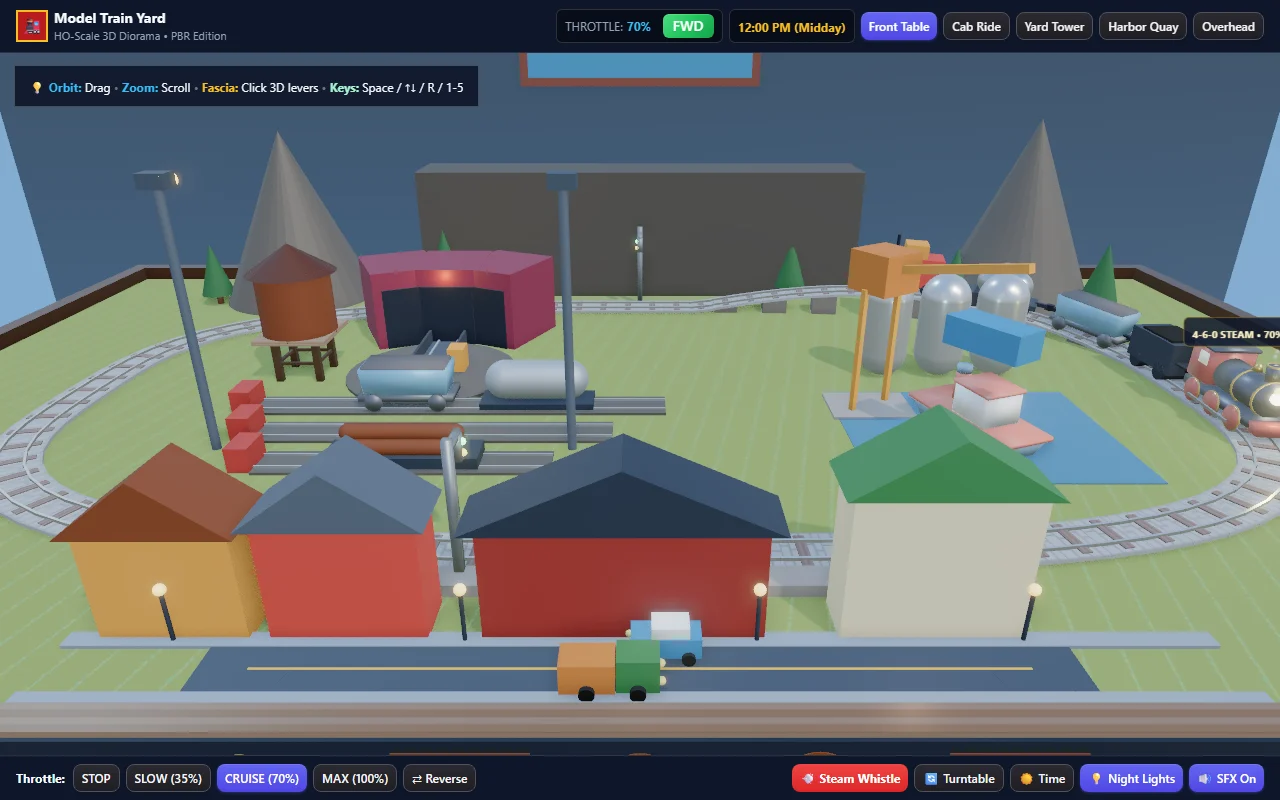 Model Train Yard
HO-Scale 3D Diorama • PBR Edition
THROTTLE: 70% FWD
12:00 PM (Midday)
Front Table
Cab Ride
Yard Tower
Harbor Quay
Overhead
Orbit: Drag • Zoom: Scroll • Fascia: Click 3D levers • Keys: Space / ↑↓ / R / 1-5
4-6-0 STEAM • 70%
Throttle:
STOP
SLOW (35%)
CRUISE (70%)
MAX (100%)
⇄ Reverse
Steam Whistle
Turntable
Time
Night Lights
SFX On